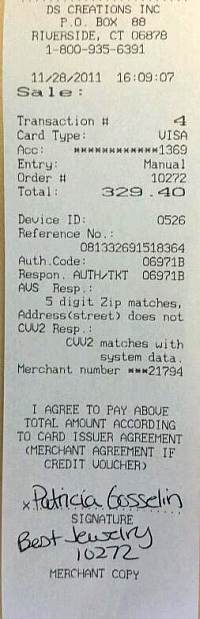 DS CREATIONS INC
P.O. BOX 88
RIVERSIDE, CT 06878
1-800-935-6391
11/28/2011 16:09:07
Sale:
Transaction # 4
Card Type: VISA
Acc: ************1369
Entry: Manual
Order # 10272
Total: 329.40
Device ID: 0526
Reference No.:
081332691518364
Auth.Code: 06971B
Respon. AUTH/TKT 06971B
AVS Resp.:
5 digit Zip matches,
Address(street) does not
CVV2 Resp.:
CVV2 matches with
system data.
Merchant number ***21794
I AGREE TO PAY ABOVE
TOTAL AMOUNT ACCORDING
TO CARD ISSUER AGREEMENT
(MERCHANT AGREEMENT IF
CREDIT VOUCHER)
x Patricia Gosselin
SIGNATURE
Best Jewelry
10272
MERCHANT COPY